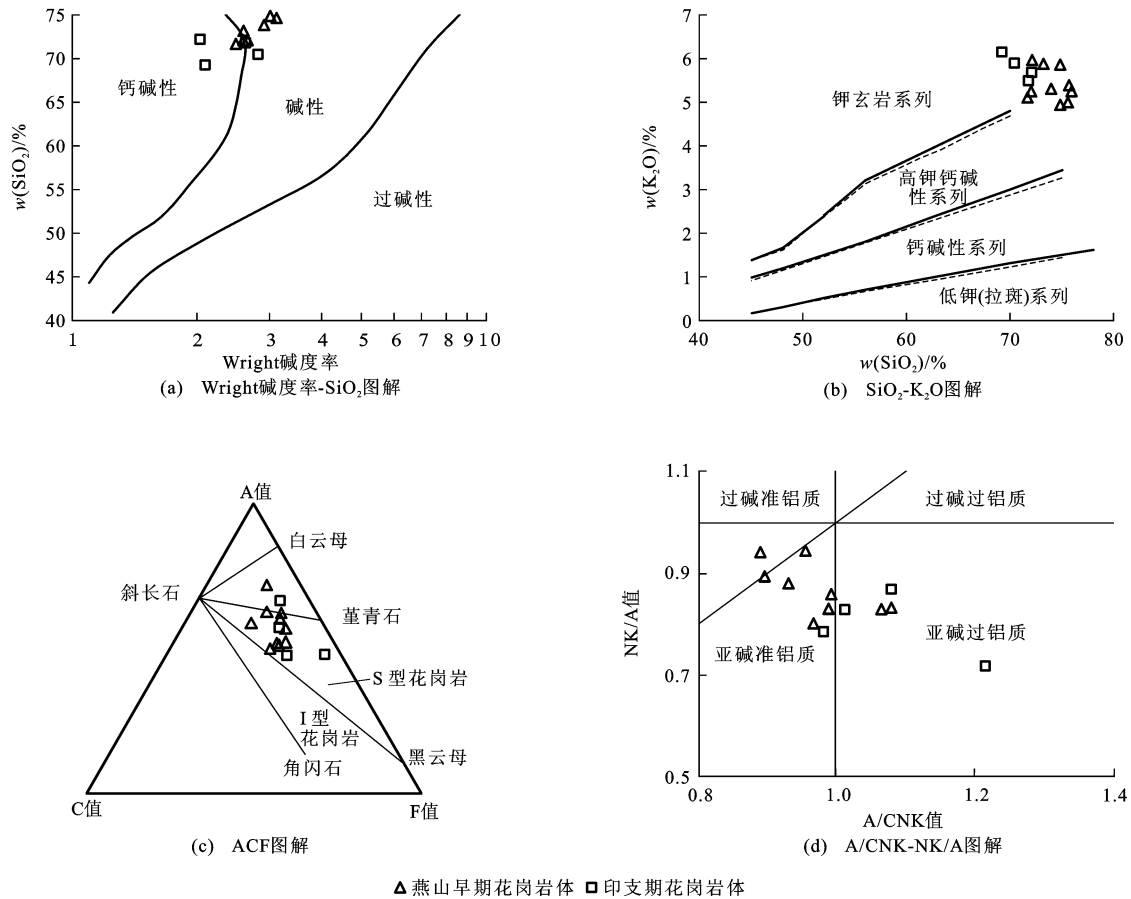 75
70
65
60
55
50
45
40
w(SiO₂)/%
钙碱性
碱性
过碱性
1 2 3 4 5 6 7 8 9 10
Wright碱度率
(a) Wright碱度率-SiO₂图解
7
6
5
4
3
2
1
0
w(K₂O)/%
钾玄岩系列
高钾钙碱
性系列
钙碱性系列
低钾(拉斑)系列
40 50 60 70 80
w(SiO₂)/%
(b) SiO₂-K₂O图解
A值
白云母
斜长石
堇青石
S型花岗岩
I型
花岗岩
黑云母
角闪石
C值
F值
(c) ACF图解
1.1
0.9
0.7
0.5
NK/A值
过碱准铝质
过碱过铝质
亚碱过铝质
亚碱准铝质
0.8 1.0 1.2 1.4
A/CNK值
(d) A/CNK-NK/A图解
燕山早期花岗岩体 印支期花岗岩体